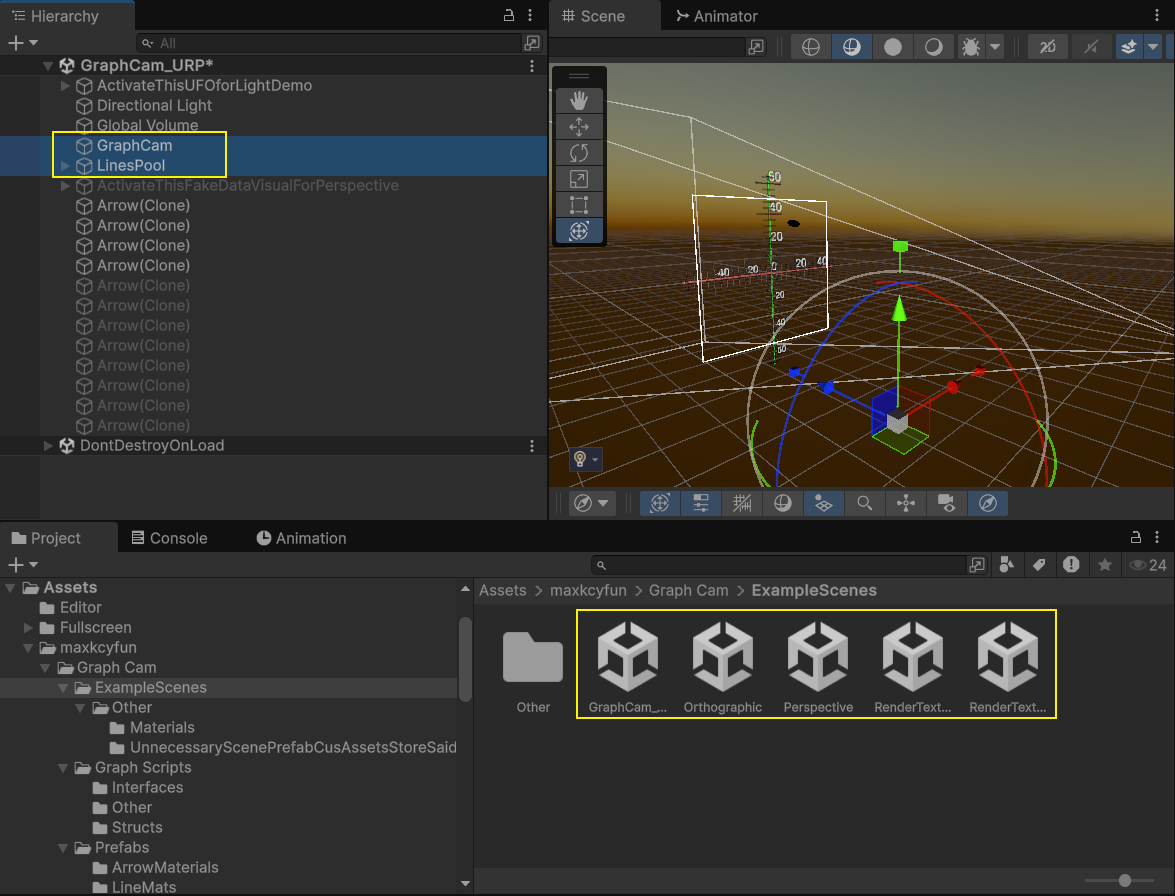 Hierarchy
All
GraphCam_URP*
ActivateThisUFOforLightDemo
Directional Light
Global Volume
GraphCam
LinesPool
ActivateThisFakeDataVisualForPerspective
Arrow(Clone)
Arrow(Clone)
Arrow(Clone)
Arrow(Clone)
Arrow(Clone)
Arrow(Clone)
Arrow(Clone)
Arrow(Clone)
Arrow(Clone)
Arrow(Clone)
Arrow(Clone)
Arrow(Clone)
DontDestroyOnLoad
Scene
Animator
2D
40
20
-40 -20 0 20 40
-20
Project
Console
Animation
24
Assets
Editor
Fullscreen
maxkcyfun
Graph Cam
ExampleScenes
Other
Materials
UnnecessaryScenePrefabCusAssetsStoreSaid
Graph Scripts
Interfaces
Other
Structs
Prefabs
ArrowMaterials
LineMats
Assets > maxkcyfun > Graph Cam > ExampleScenes
Other
GraphCam_...
Orthographic
Perspective
RenderText...
RenderText...